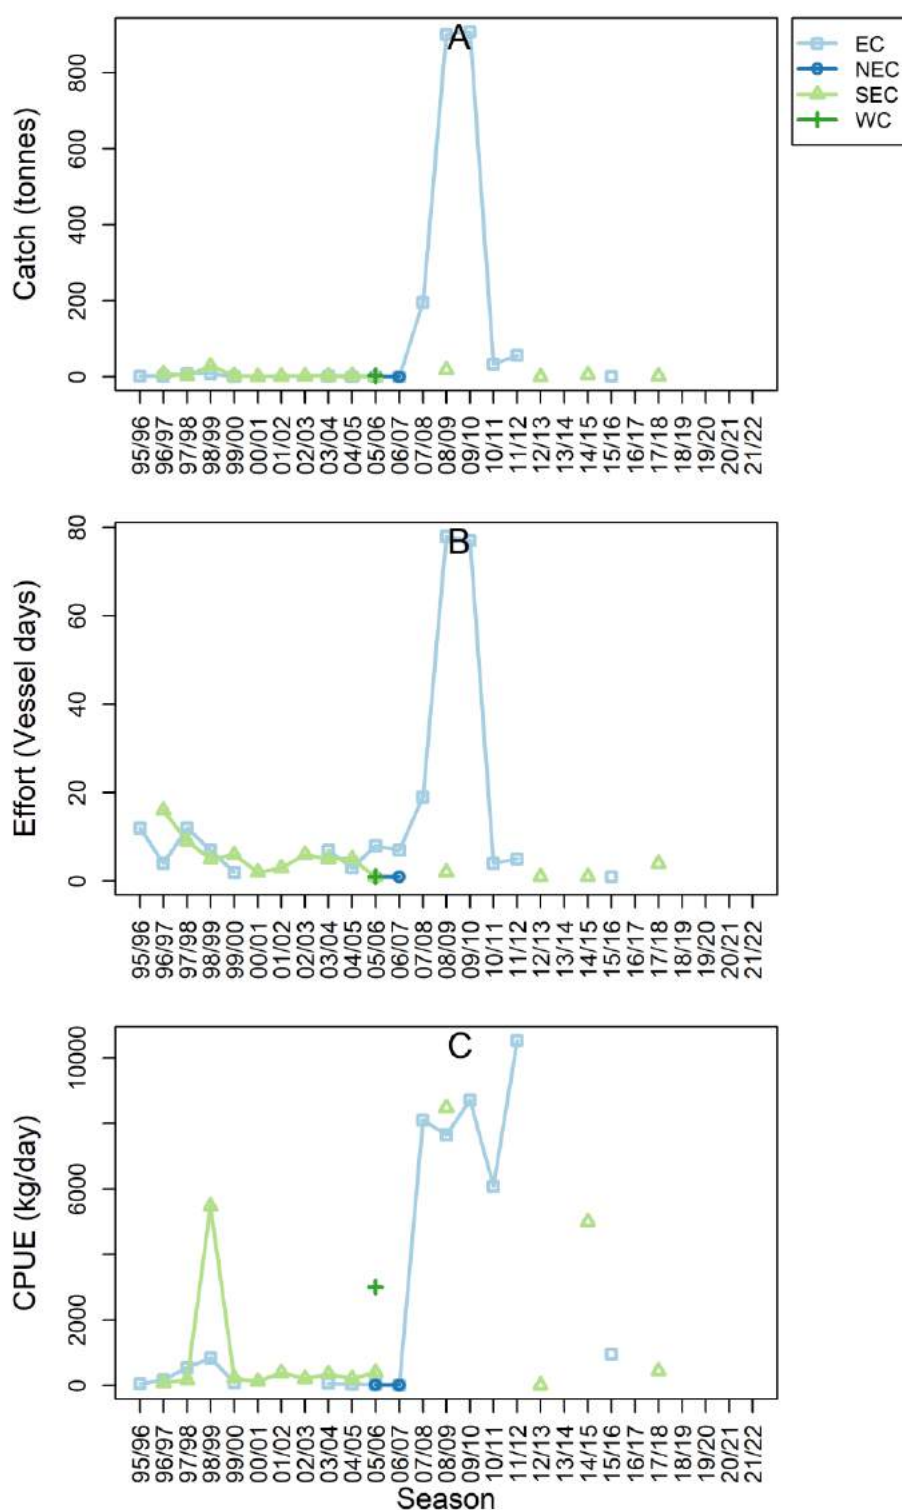 A
EC
NEC
SEC
WC
Catch (tonnes)
800
600
400
200
0
95/96 96/97 97/98 98/99 99/00 00/01 01/02 02/03 03/04 04/05 05/06 06/07 07/08 08/09 09/10 10/11 11/12 12/13 13/14 14/15 15/16 16/17 17/18 18/19 19/20 20/21 21/22
B
Effort (Vessel days)
80
60
40
20
0
95/96 96/97 97/98 98/99 99/00 00/01 01/02 02/03 03/04 04/05 05/06 06/07 07/08 08/09 09/10 10/11 11/12 12/13 13/14 14/15 15/16 16/17 17/18 18/19 19/20 20/21 21/22
C
CPUE (kg/day)
10000
6000
2000
0
95/96 96/97 97/98 98/99 99/00 00/01 01/02 02/03 03/04 04/05 05/06 06/07 07/08 08/09 09/10 10/11 11/12 12/13 13/14 14/15 15/16 16/17 17/18 18/19 19/20 20/21 21/22
Season